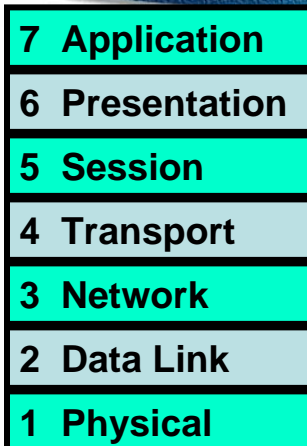 7 Application
6 Presentation
5 Session
4 Transport
3 Network
2 Data Link
1 Physical